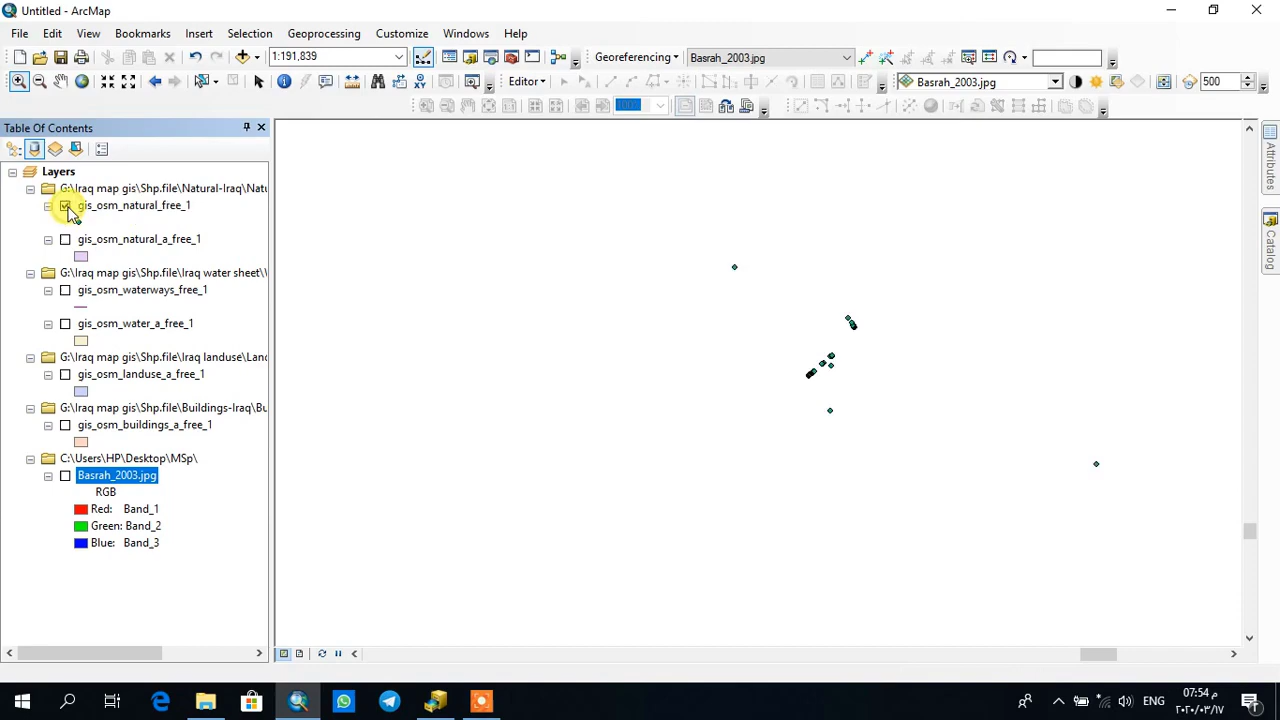 Untitled - ArcMap
File Edit View Bookmarks Insert Selection Geoprocessing Customize Windows Help
1:191,839 Georeferencing Basrah_2003.jpg
Editor Basrah_2003.jpg 500
Table Of Contents
Layers
G:\Iraq map gis\Shp.file\Natural-Iraq\Natu
gis_osm_natural_free_1
gis_osm_natural_a_free_1
G:\Iraq map gis\Shp.file\Iraq water sheet\
gis_osm_waterways_free_1
gis_osm_water_a_free_1
G:\Iraq map gis\Shp.file\Iraq landuse\Lan
gis_osm_landuse_a_free_1
G:\Iraq map gis\Shp.file\Buildings-Iraq\Bu
gis_osm_buildings_a_free_1
C:\Users\HP\Desktop\MSp\
Basrah_2003.jpg
RGB
Red: Band_1
Green: Band_2
Blue: Band_3
Attributes
Catalog
ENG
07:54 م
٢٠٢٠/٠٣/١٧